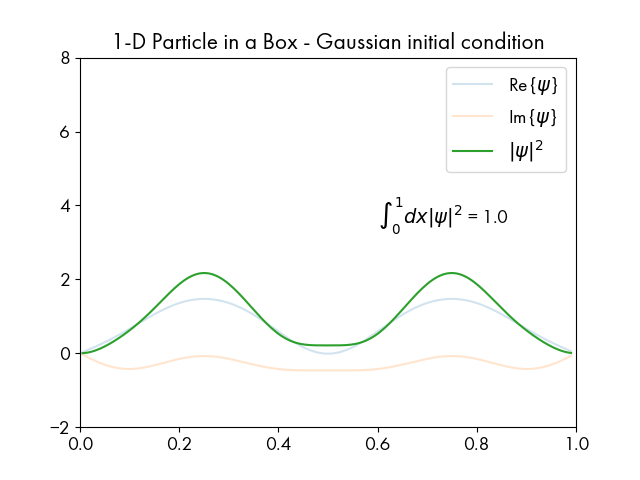 1-D Particle in a Box - Gaussian initial condition
8
6
4
2
0
−2
0.0 0.2 0.4 0.6 0.8 1.0
Re{ψ}
Im{ψ}
|ψ|²
∫₀¹dx|ψ|² = 1.0